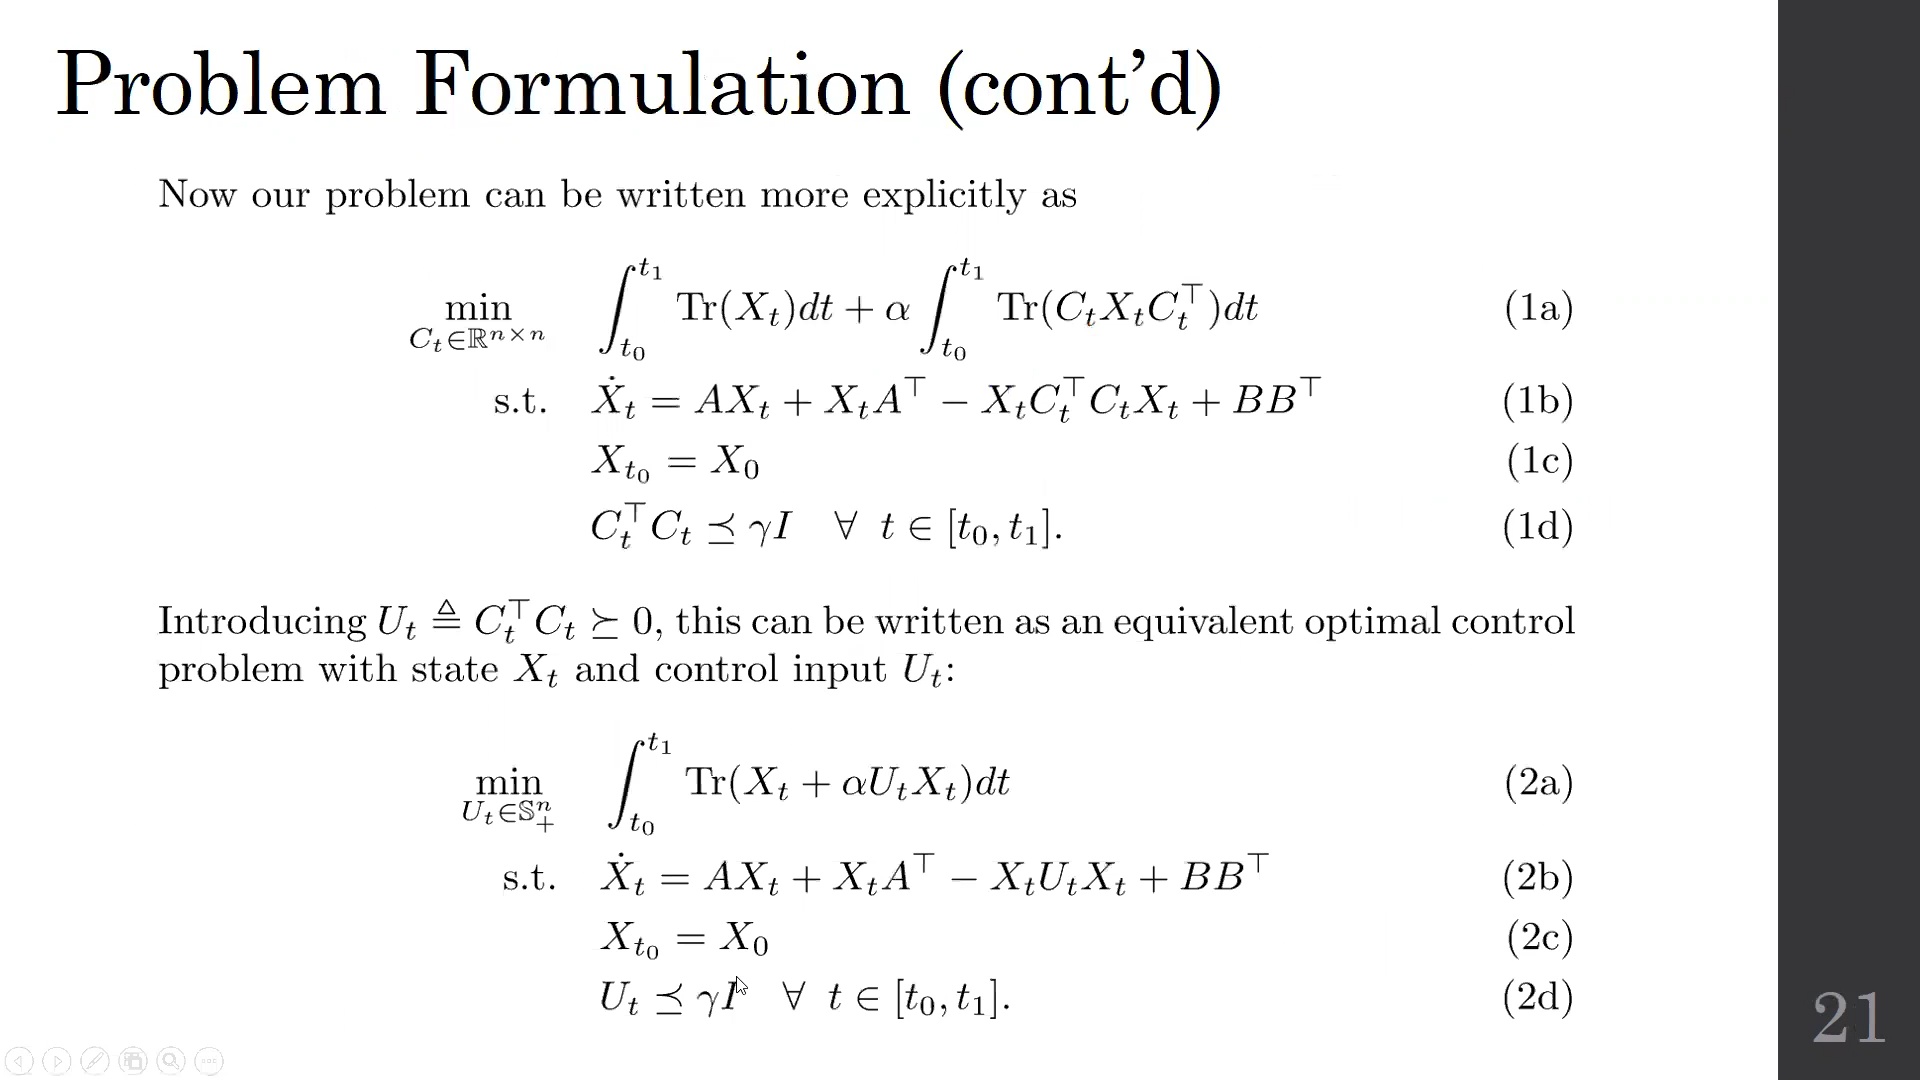 Problem Formulation (cont’d)
Now our problem can be written more explicitly as
min_{C_t∈ℝ^{n×n}} ∫_{t_0}^{t_1} Tr(X_t)dt + α ∫_{t_0}^{t_1} Tr(C_t X_t C_t^⊤)dt (1a)
s.t. Ẋ_t = AX_t + X_t A^⊤ − X_t C_t^⊤ C_t X_t + BB^⊤ (1b)
X_{t_0} = X_0 (1c)
C_t^⊤ C_t ⪯ γI ∀ t ∈ [t_0, t_1]. (1d)
Introducing U_t ≜ C_t^⊤ C_t ⪰ 0, this can be written as an equivalent optimal control
problem with state X_t and control input U_t:
min_{U_t∈𝕊_+^n} ∫_{t_0}^{t_1} Tr(X_t + αU_t X_t)dt (2a)
s.t. Ẋ_t = AX_t + X_t A^⊤ − X_t U_t X_t + BB^⊤ (2b)
X_{t_0} = X_0 (2c)
U_t ⪯ γI ∀ t ∈ [t_0, t_1]. (2d)
21